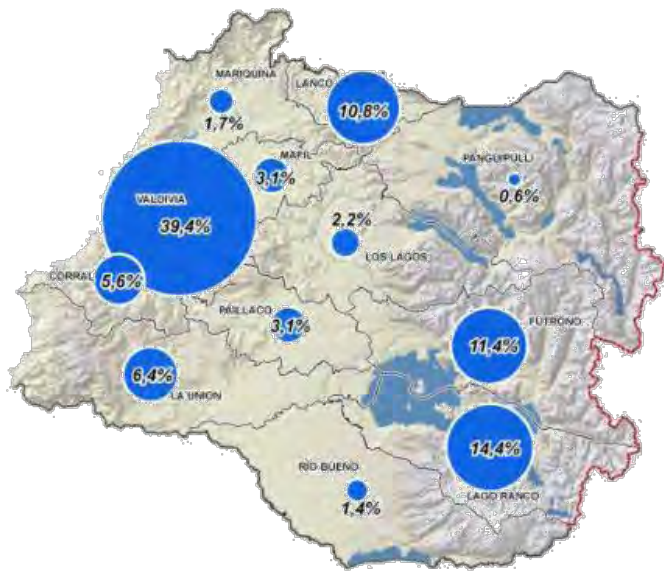 MARIQUINA
1,7%
LANCO
10,8%
MAFIL
3,1%
PANGUIPULLI
0,6%
VALDIVIA
39,4%
2,2%
LOS LAGOS
CORRAL
5,6%
PAILLACO
3,1%
FUTRONO
11,4%
6,4%
LA UNION
14,4%
LAGO RANCO
RIO BUENO
1,4%